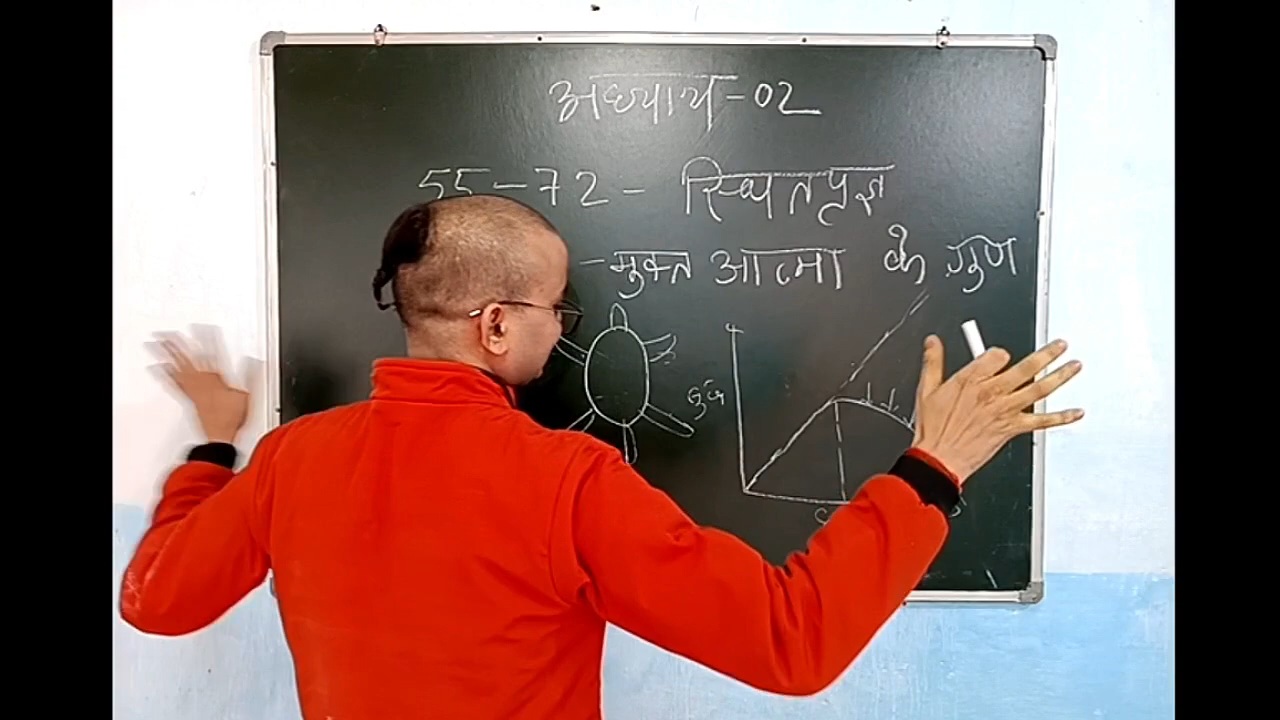 अध्याय-02
55-72- स्थितप्रज्ञ
-मुक्त आत्मा के गुण